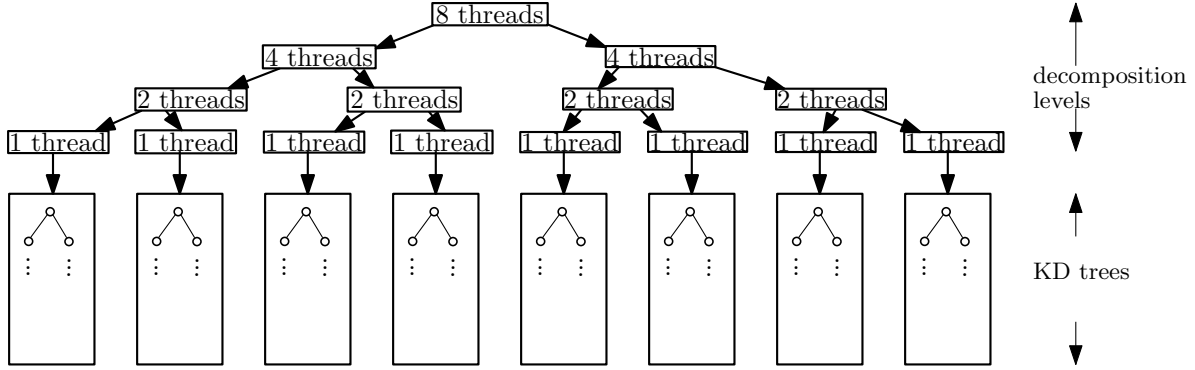 8 threads
4 threads
4 threads
decomposition
levels
2 threads
2 threads
2 threads
2 threads
1 thread
1 thread
1 thread
1 thread
1 thread
1 thread
1 thread
1 thread
KD trees